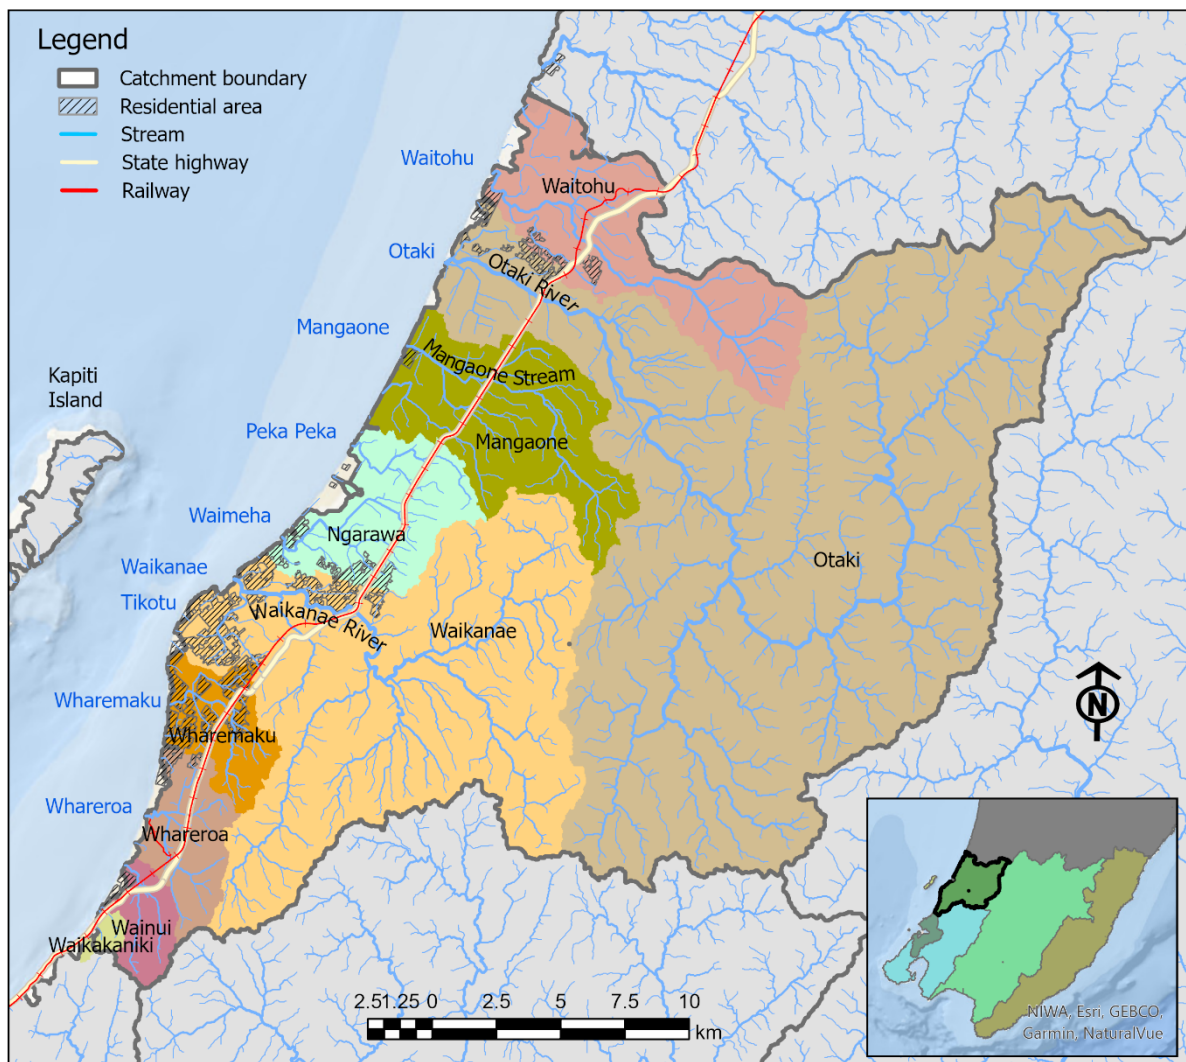 Legend
Catchment boundary
Residential area
Stream
State highway
Railway
Waitohu
Waitohu
Otaki
Otaki River
Mangaone
Mangaone Stream
Kapiti
Island
Peka Peka
Mangaone
Waimeha
Ngarawa
Otaki
Waikanae
Tikotu
Waikanae River
Waikanae
Wharemaku
Wharemaku
N
Whareroa
Whareroa
Wainui
Waikakaniki
2.51.25 0 2.5 5 7.5 10
km
NIWA, Esri, GEBCO,
Garmin, NaturalVue